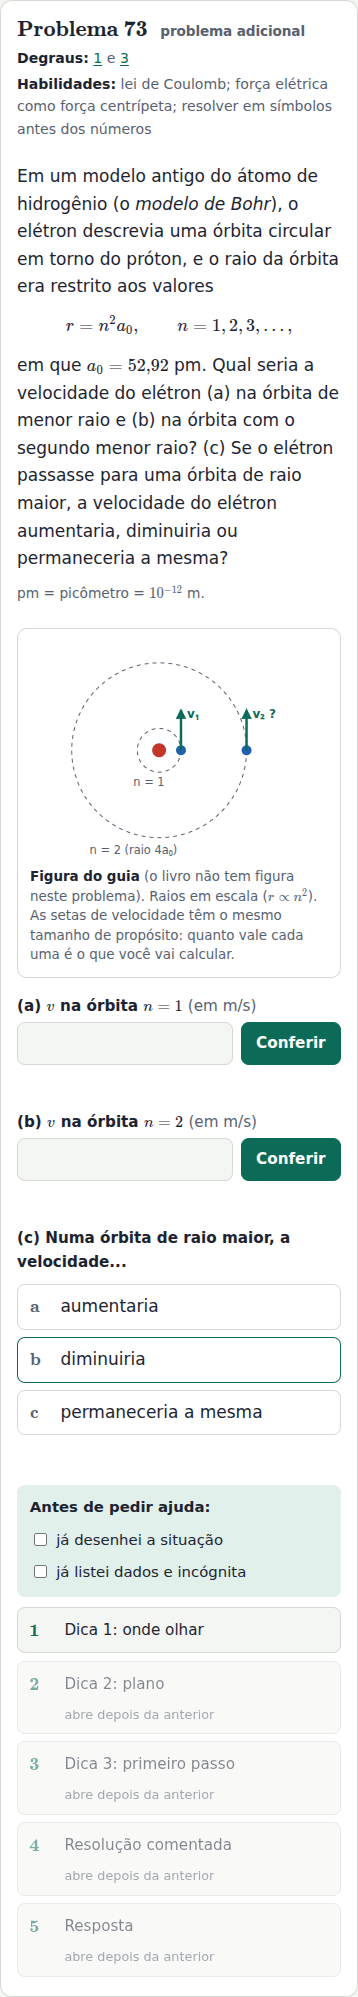 Problema 73 problema adicional
Degraus: 1 e 3
Habilidades: lei de Coulomb; força elétrica
como força centrípeta; resolver em símbolos
antes dos números
Em um modelo antigo do átomo de
hidrogênio (o modelo de Bohr), o
elétron descrevia uma órbita circular
em torno do próton, e o raio da órbita
era restrito aos valores
r = n²a₀, n = 1, 2, 3, …,
em que a₀ = 52,92 pm. Qual seria a
velocidade do elétron (a) na órbita de
menor raio e (b) na órbita com o
segundo menor raio? (c) Se o elétron
passasse para uma órbita de raio
maior, a velocidade do elétron
aumentaria, diminuiria ou
permaneceria a mesma?
pm = picômetro = 10⁻¹² m.
v₁
v₂ ?
n = 1
n = 2 (raio 4a₀)
Figura do guia (o livro não tem figura
neste problema). Raios em escala (r ∝ n²).
As setas de velocidade têm o mesmo
tamanho de propósito: quanto vale cada
uma é o que você vai calcular.
(a) v na órbita n = 1 (em m/s)
Conferir
(b) v na órbita n = 2 (em m/s)
Conferir
(c) Numa órbita de raio maior, a
velocidade...
a aumentaria
b diminuiria
c permaneceria a mesma
Antes de pedir ajuda:
já desenhei a situação
já listei dados e incógnita
1 Dica 1: onde olhar
2 Dica 2: plano
abre depois da anterior
3 Dica 3: primeiro passo
abre depois da anterior
4 Resolução comentada
abre depois da anterior
5 Resposta
abre depois da anterior